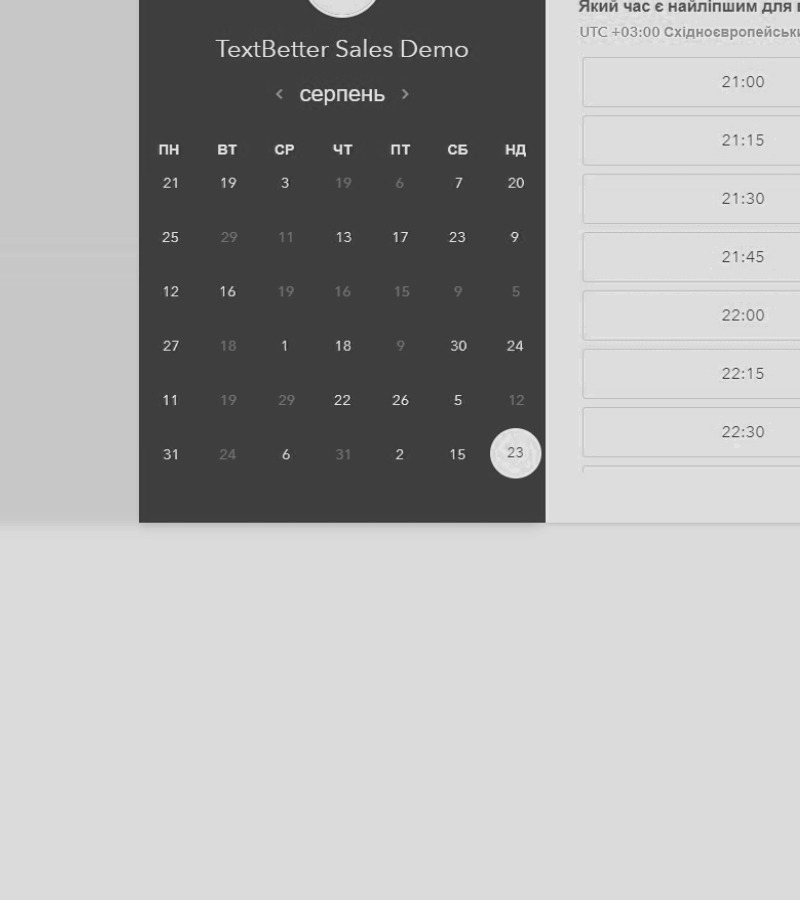 TextBetter Sales Demo
‹ серпень ›
ПН ВТ СР ЧТ ПТ СБ НД
21 19 3 19 6 7 20
25 29 11 13 17 23 9
12 16 19 16 15 9 5
27 18 1 18 9 30 24
11 19 29 22 26 5 12
31 24 6 31 2 15 23
Який час є найліпшим для
UTC +03:00
21:00
21:15
21:30
21:45
22:00
22:15
22:30